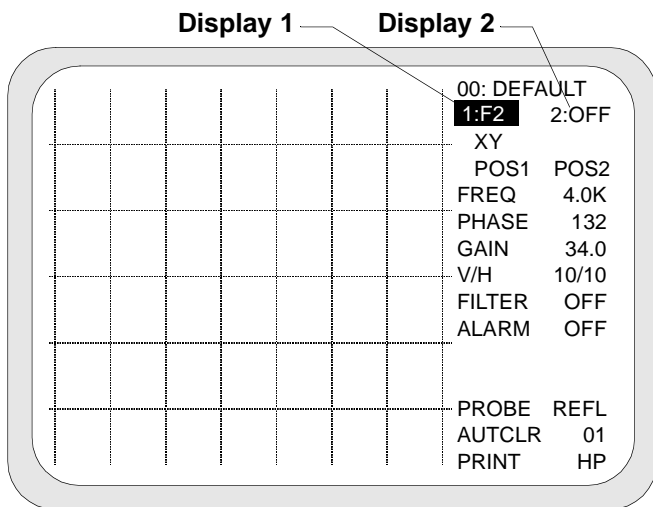 Display 1 Display 2
00: DEFAULT
1:F2 2:OFF
XY
POS1 POS2
FREQ 4.0K
PHASE 132
GAIN 34.0
V/H 10/10
FILTER OFF
ALARM OFF
PROBE REFL
AUTCLR 01
PRINT HP